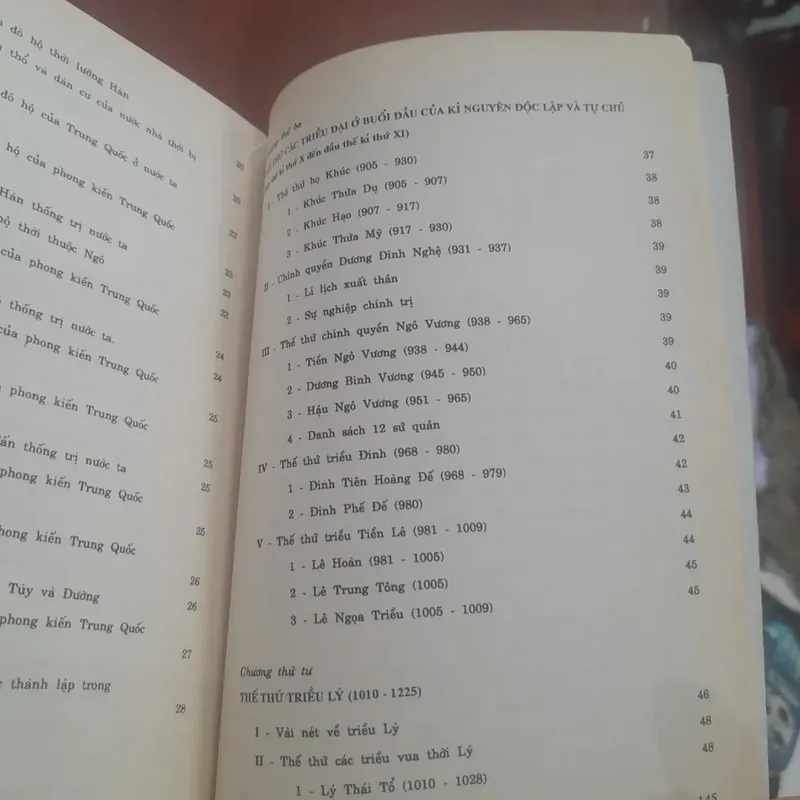 đô hộ thời lưỡng Hán
thổ và dân cư của nước nhà thời bị
đô hộ của Trung Quốc ở nước ta 20
hộ của phong kiến Trung Quốc 20
Hán thống trị nước ta 22
hộ thời thuộc Ngô
của phong kiến Trung Quốc 23
thống trị nước ta.
của phong kiến Trung Quốc 24
24
phong kiến Trung Quốc 25
thống trị nước ta 25
phong kiến Trung Quốc 25
phong kiến Trung Quốc 25
26
Tùy và Đường 26
phong kiến Trung Quốc
27
thành lập trong
28
THỨ CÁC TRIỀU ĐẠI Ở BUỔI ĐẦU CỦA KỈ NGUYÊN ĐỘC LẬP VÀ TỰ CHỦ
thế kỉ thứ X đến đầu thế kỉ thứ XI) 37
I - Thế thứ họ Khúc (905 - 930) 38
1 - Khúc Thừa Dụ (905 - 907) 38
2 - Khúc Hạo (907 - 917) 38
3 - Khúc Thừa Mỹ (917 - 930) 39
II - Chính quyền Dương Đình Nghệ (931 - 937) 39
1 - Lí lịch xuất thân 39
2 - Sự nghiệp chính trị 39
III - Thế thứ chính quyền Ngô Vương (938 - 965) 39
1 - Tiền Ngô Vương (938 - 944) 40
2 - Dương Bình Vương (945 - 950) 40
3 - Hậu Ngô Vương (951 - 965) 41
4 - Danh sách 12 sứ quân 42
IV - Thế thứ triều Đinh (968 - 980) 42
1 - Đinh Tiên Hoàng Đế (968 - 979) 43
2 - Đinh Phế Đế (980) 44
V - Thế thứ triều Tiền Lê (981 - 1009) 44
1 - Lê Hoàn (981 - 1005) 45
2 - Lê Trung Tông (1005) 45
3 - Lê Ngọa Triều (1005 - 1009)
Chương thứ tư
THẾ THỨ TRIỀU LÝ (1010 - 1225) 46
I - Vài nét về triều Lý 48
II - Thế thứ các triều vua thời Lý 48
1 - Lý Thái Tổ (1010 - 1028)
145